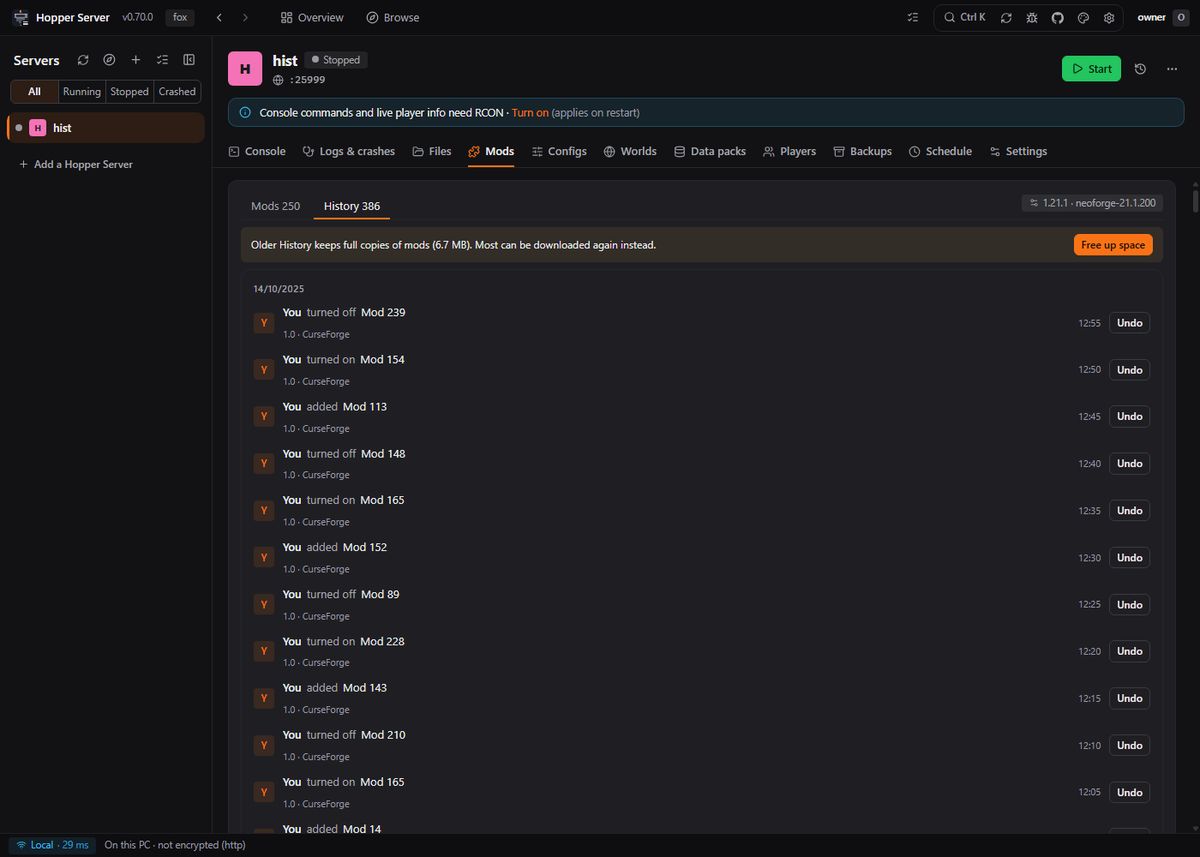 Hopper Server v0.70.0 fox Overview Browse Ctrl K owner O
Servers
All Running Stopped Crashed
H hist
Add a Hopper Server
H hist Stopped
:25999
Start
Console commands and live player info need RCON · Turn on (applies on restart)
Console Logs & crashes Files Mods Configs Worlds Data packs Players Backups Schedule Settings
Mods 250 History 386 1.21.1 · neoforge-21.1.200
Older History keeps full copies of mods (6.7 MB). Most can be downloaded again instead. Free up space
14/10/2025
Y You turned off Mod 239 12:55 Undo
1.0 · CurseForge
Y You turned on Mod 154 12:50 Undo
1.0 · CurseForge
Y You added Mod 113 12:45 Undo
1.0 · CurseForge
Y You turned off Mod 148 12:40 Undo
1.0 · CurseForge
Y You turned on Mod 165 12:35 Undo
1.0 · CurseForge
Y You added Mod 152 12:30 Undo
1.0 · CurseForge
Y You turned off Mod 89 12:25 Undo
1.0 · CurseForge
Y You turned on Mod 228 12:20 Undo
1.0 · CurseForge
Y You added Mod 143 12:15 Undo
1.0 · CurseForge
Y You turned off Mod 210 12:10 Undo
1.0 · CurseForge
Y You turned on Mod 165 12:05 Undo
1.0 · CurseForge
You added Mod 14
Local · 29 ms On this PC · not encrypted (http)